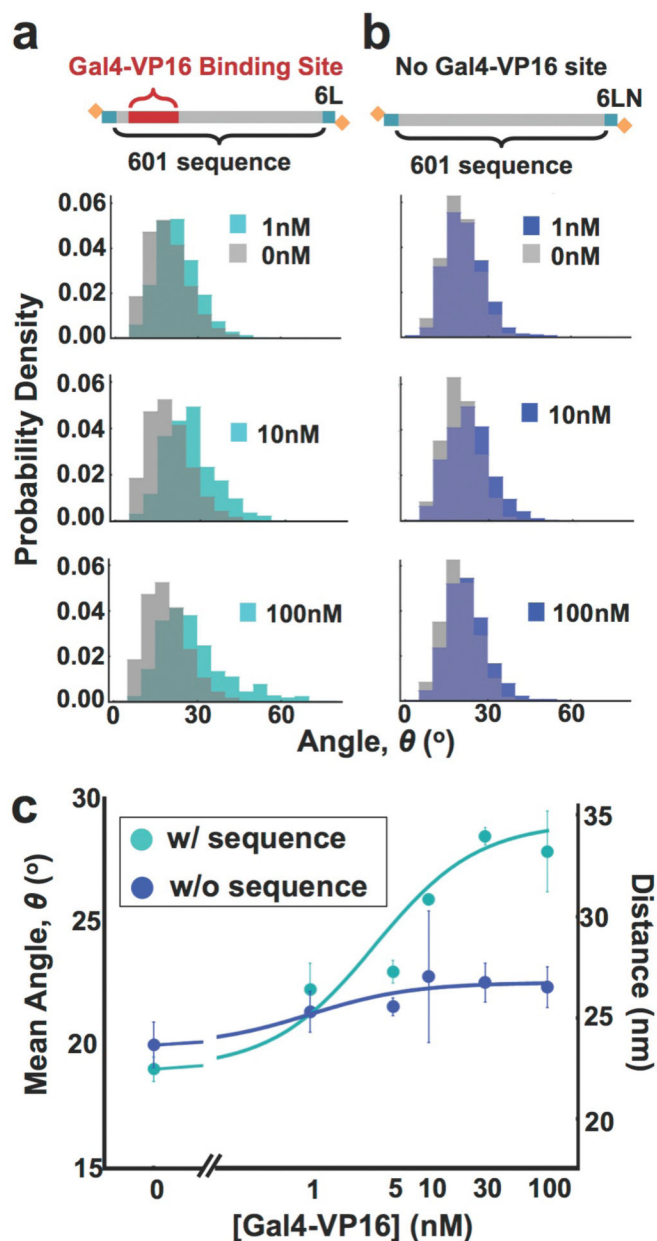 a
Gal4-VP16 Binding Site
6L
601 sequence
b
No Gal4-VP16 site
6LN
601 sequence
Probability Density
0.06
0.04
0.02
0.00
1nM
0nM
1nM
0nM
0.06
0.04
0.02
0.00
10nM
10nM
0.06
0.04
0.02
0.00
100nM
100nM
0 30 60
0 30 60
Angle, θ (º)
c
Mean Angle, θ (º)
30
25
20
15
w/ sequence
w/o sequence
35
30
25
20
Distance (nm)
0 1 5 10 30 100
[Gal4-VP16] (nM)